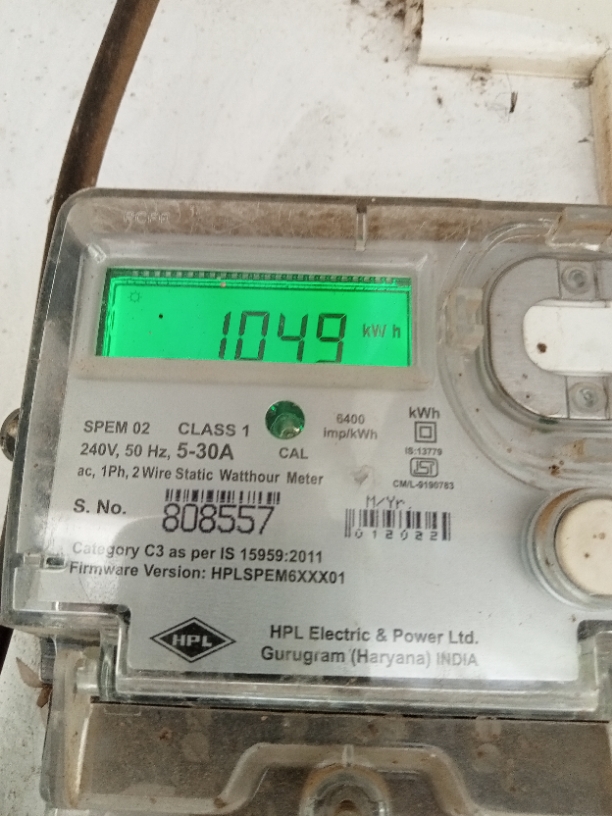 1049 kWh
SPEM 02 CLASS 1
240V, 50 Hz, 5-30A
CAL
6400
imp/kWh
kWh
IS:13779
CM/L-9190783
ac, 1Ph, 2 Wire Static Watthour Meter
S. No. 808557
M/Yr.
012022
Category C3 as per IS 15959:2011
Firmware Version: HPLSPEM6XXX01
HPL
HPL Electric & Power Ltd.
Gurugram (Haryana) INDIA